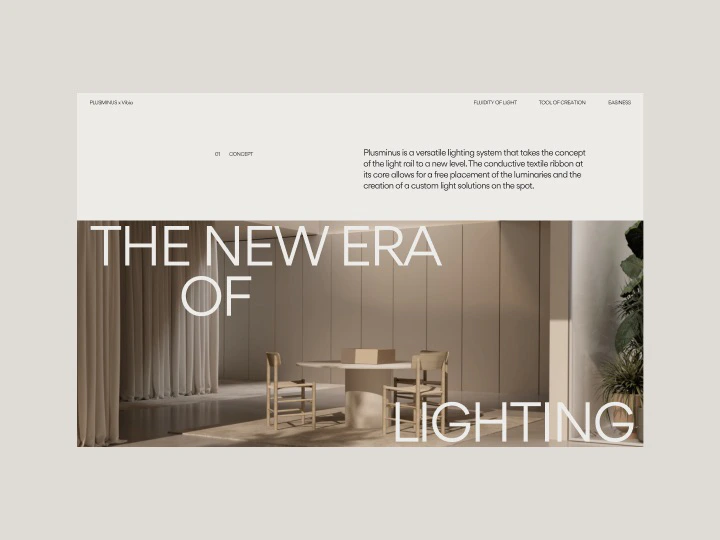 PLUSMINUS x Vibia
FLUIDITY OF LIGHT
TOOL OF CREATION
EASINESS
01 CONCEPT
Plusminus is a versatile lighting system that takes the concept
of the light rail to a new level. The conductive textile ribbon at
its core allows for a free placement of the luminaries and the
creation of a custom light solutions on the spot.
THE NEW ERA
OF
LIGHTING